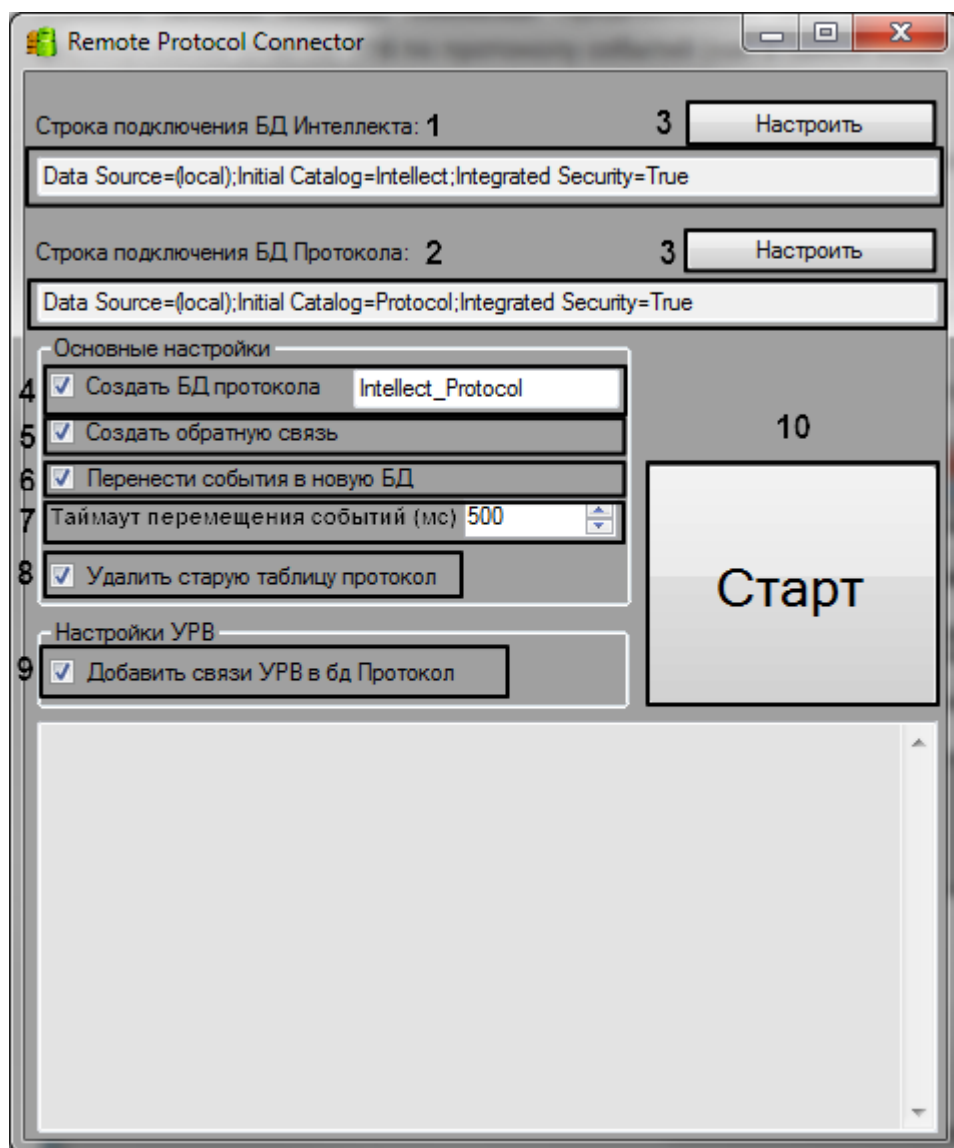 Remote Protocol Connector
Строка подключения БД Интеллекта: 1
3 Настроить
Data Source=(local);Initial Catalog=Intellect;Integrated Security=True
Строка подключения БД Протокола: 2
3 Настроить
Data Source=(local);Initial Catalog=Protocol;Integrated Security=True
Основные настройки
4 Создать БД протокола Intellect_Protocol
5 Создать обратную связь
6 Перенести события в новую БД
7 Таймаут перемещения событий (мс) 500
8 Удалить старую таблицу протокол
10
Старт
Настройки УРВ
9 Добавить связи УРВ в бд Протокол